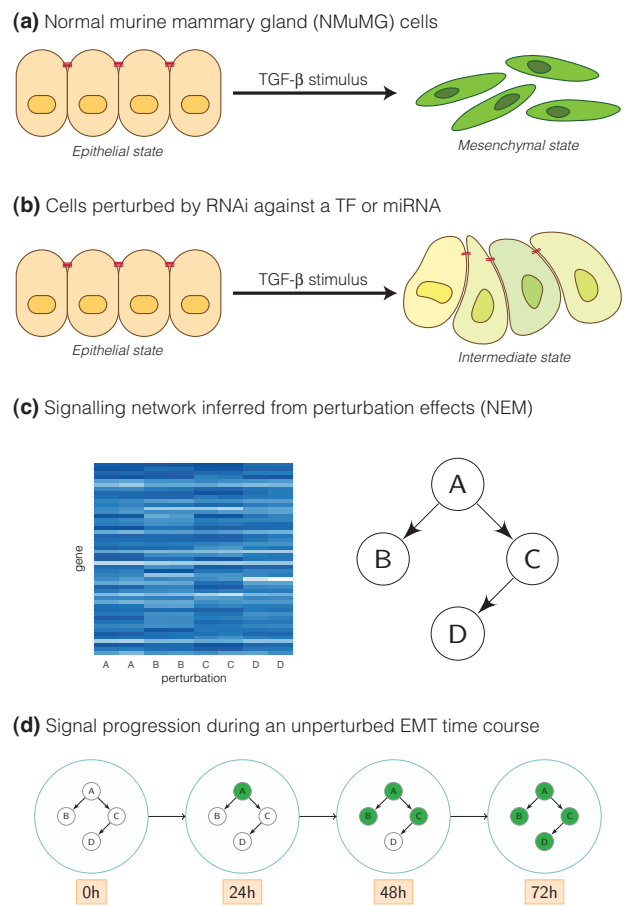 (a) Normal murine mammary gland (NMuMG) cells
TGF-β stimulus
Epithelial state
Mesenchymal state
(b) Cells perturbed by RNAi against a TF or miRNA
TGF-β stimulus
Epithelial state
Intermediate state
(c) Signalling network inferred from perturbation effects (NEM)
gene
A A B B C C D D
perturbation
A
B C
D
(d) Signal progression during an unperturbed EMT time course
A A A A
B C B C B C B C
D D D D
0h 24h 48h 72h